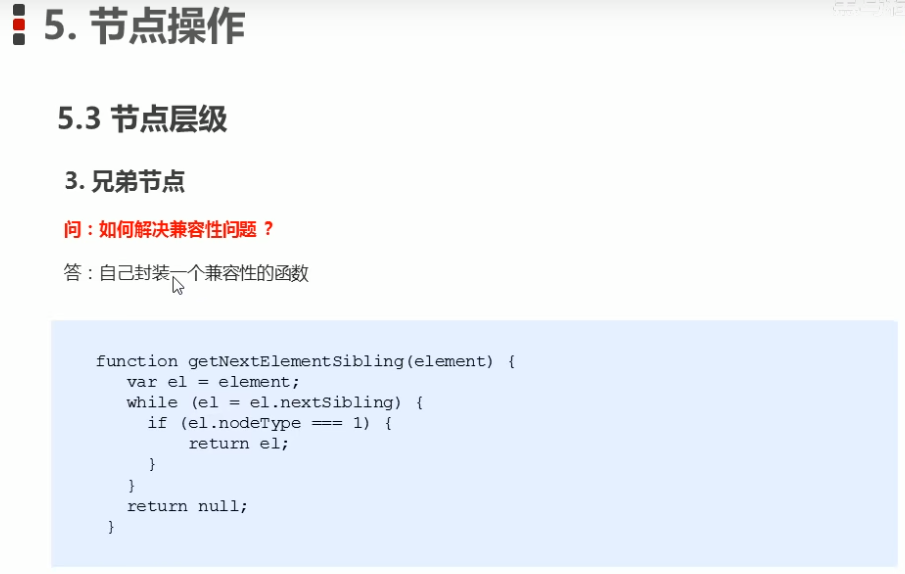 5. 节点操作
5.3 节点层级
3. 兄弟节点
问：如何解决兼容性问题 ？
答：自己封装一个兼容性的函数
function getNextElementSibling(element) {
   var el = element;
   while (el = el.nextSibling) {
     if (el.nodeType === 1) {
         return el;
     }
   }
   return null;
 }